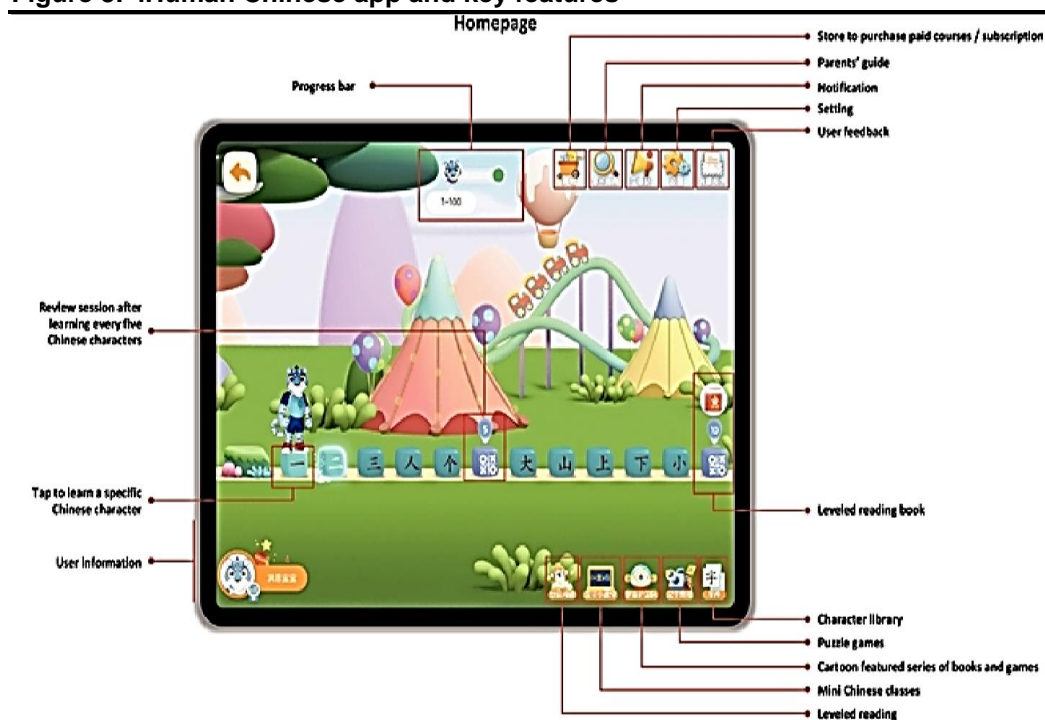 Figure 3: iHuman Chinese app and key features
Homepage
Store to purchase paid courses / subscription
Parents' guide
Notification
Setting
User feedback
Progress bar
1-100
Review session after
learning every five
Chinese characters
5
10
一 二 三 人 个 大 山 上 下 小
Tap to learn a specific
Chinese character
Leveled reading book
User information
字
Character library
Puzzle games
Cartoon featured series of books and games
Mini Chinese classes
Leveled reading